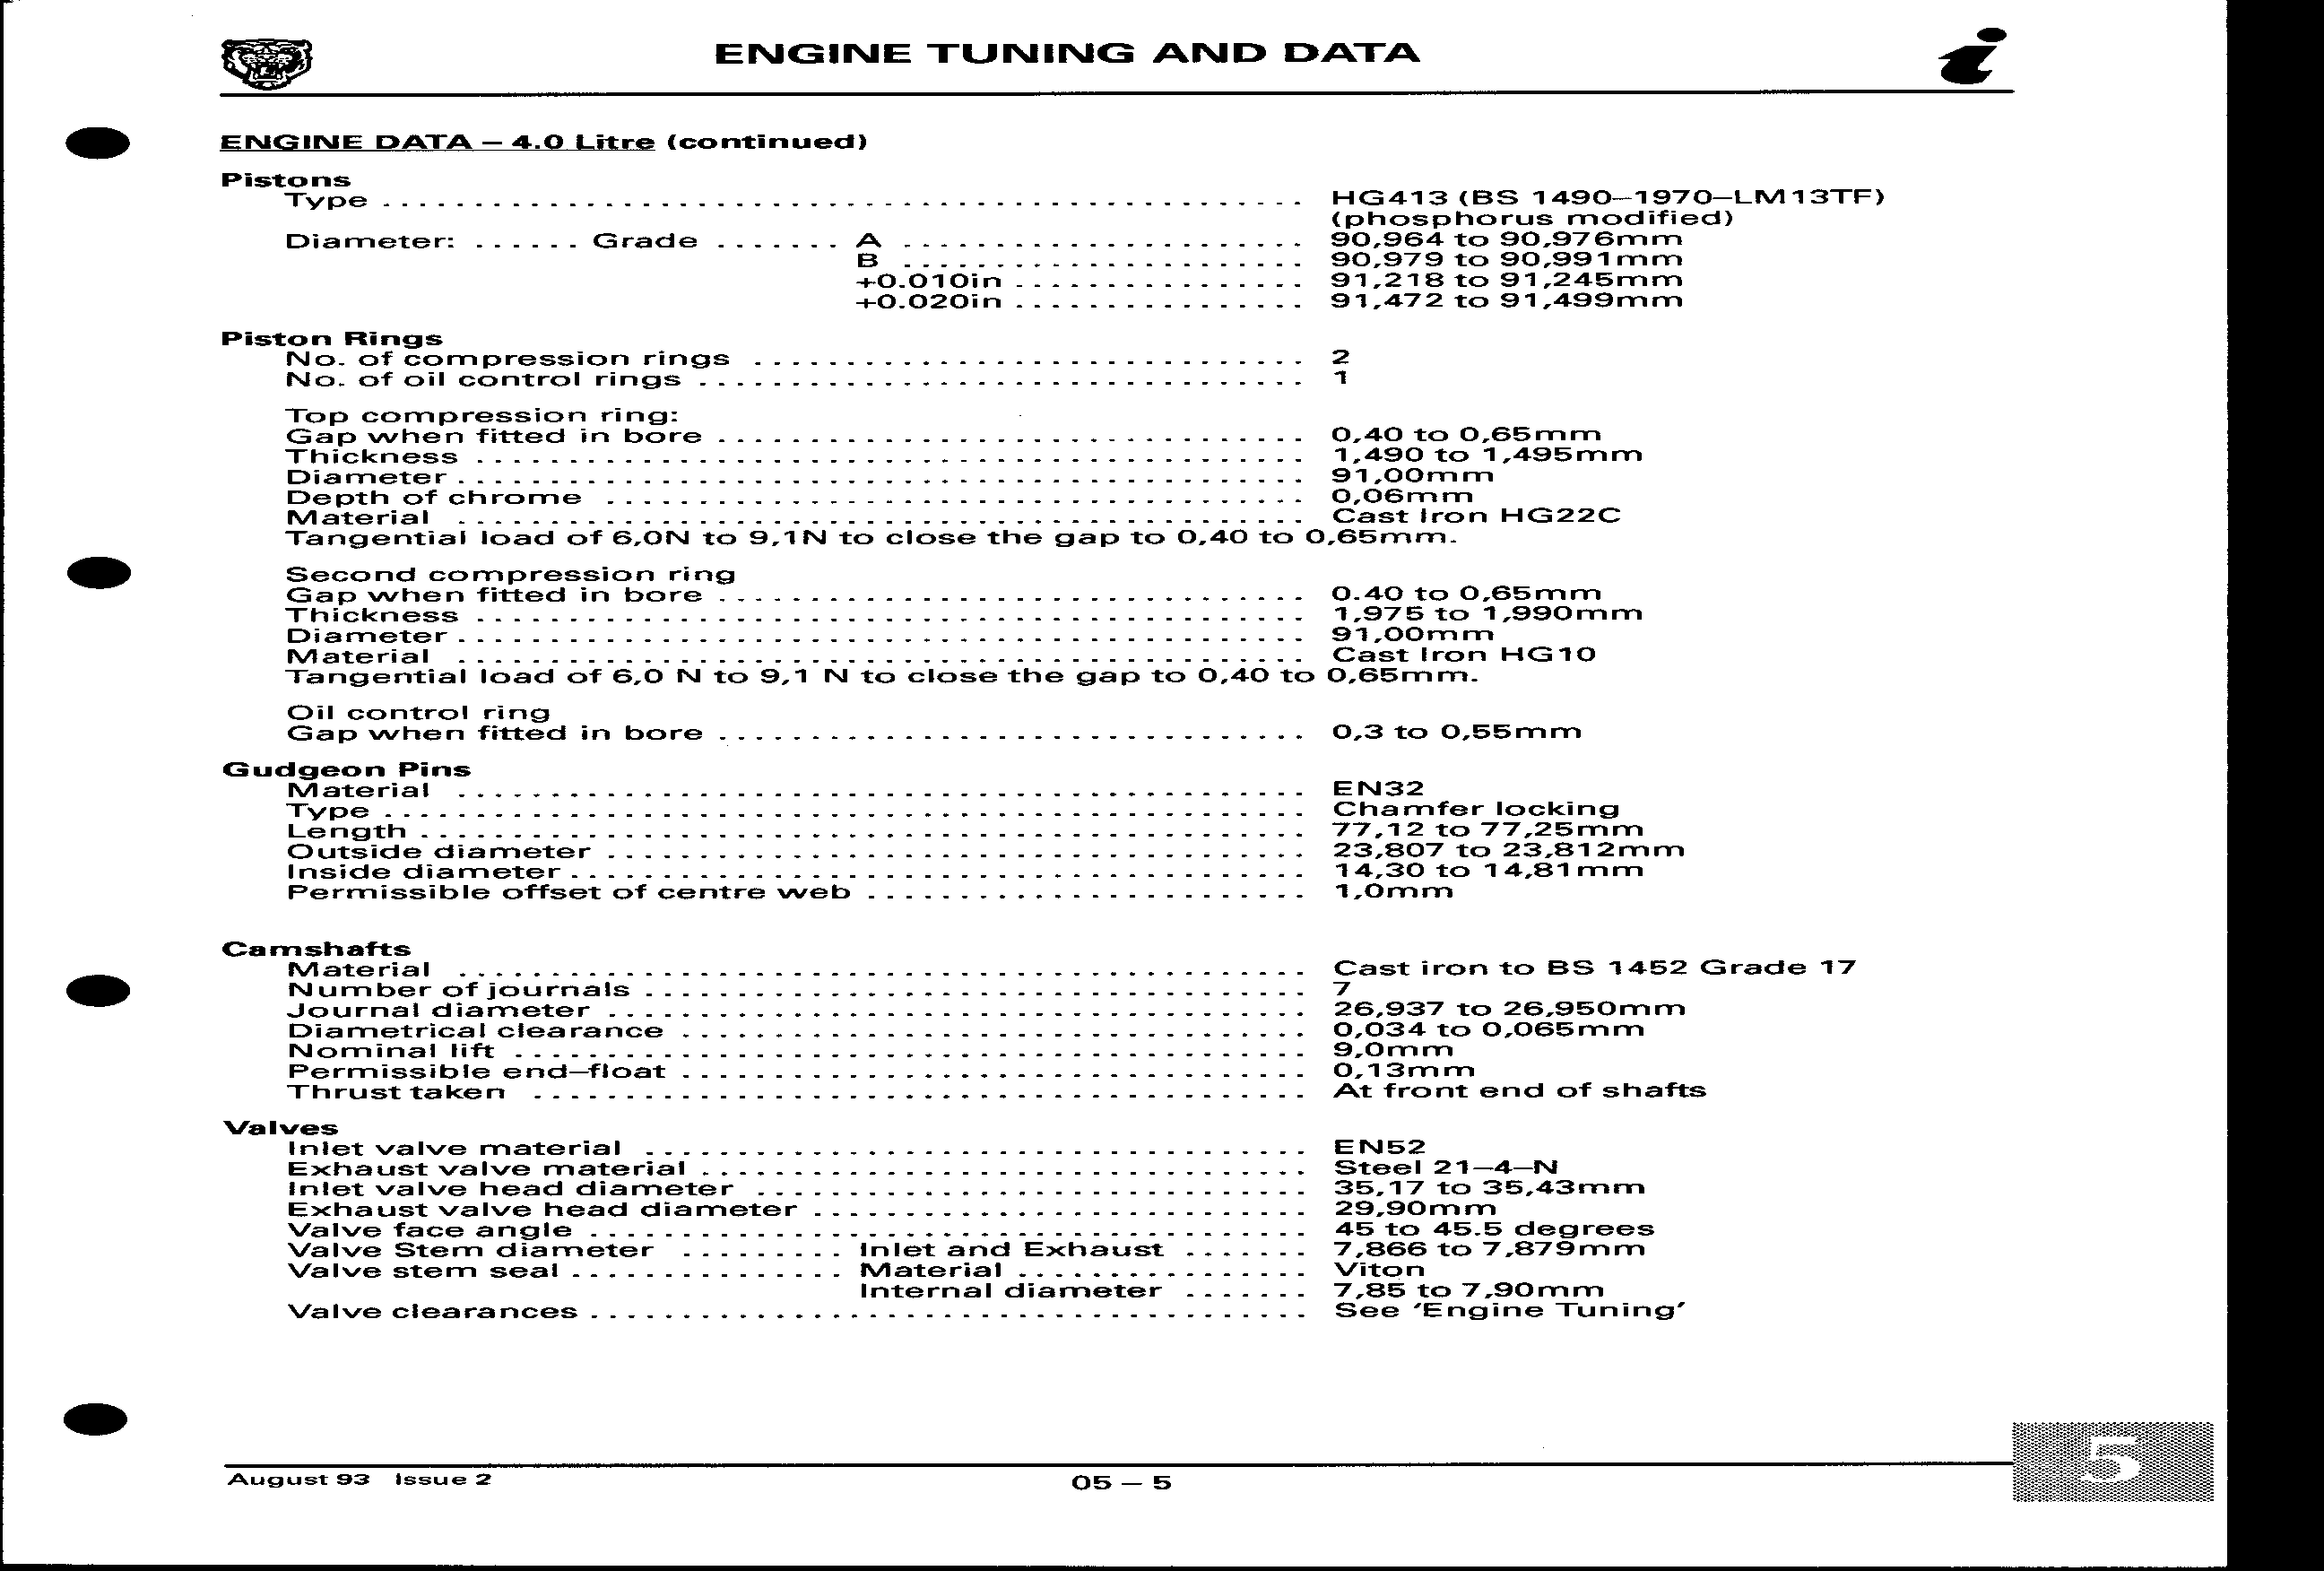 ENGINE TUNING AND DATA
ENGINE DATA – 4.0 Litre (continued)
Pistons
Type . . . . . . . . . . . . . . . . . . . . HG413 (BS 1490–1970–LM13TF)
(phosphorus modified)
Diameter: . . . . . . Grade . . . . . . . A . . . . . . . . . . 90,964 to 90,976mm
B . . . . . . . . . . 90,979 to 90,991mm
+0.010in . . . . . . . . . . 91,218 to 91,245mm
+0.020in . . . . . . . . . . 91,472 to 91,499mm
Piston Rings
No. of compression rings . . . . . . . . . . 2
No. of oil control rings . . . . . . . . . . 1
Top compression ring:
Gap when fitted in bore . . . . . . . . . . 0,40 to 0,65mm
Thickness . . . . . . . . . . 1,490 to 1,495mm
Diameter . . . . . . . . . . 91,00mm
Depth of chrome . . . . . . . . . . 0,06mm
Material . . . . . . . . . . Cast Iron HG22C
Tangential load of 6,0N to 9,1N to close the gap to 0,40 to 0,65mm.
Second compression ring
Gap when fitted in bore . . . . . . . . . . 0.40 to 0,65mm
Thickness . . . . . . . . . . 1,975 to 1,990mm
Diameter . . . . . . . . . . 91,00mm
Material . . . . . . . . . . Cast Iron HG10
Tangential load of 6,0 N to 9,1 N to close the gap to 0,40 to 0,65mm.
Oil control ring
Gap when fitted in bore . . . . . . . . . . 0,3 to 0,55mm
Gudgeon Pins
Material . . . . . . . . . . EN32
Type . . . . . . . . . . Chamfer locking
Length . . . . . . . . . . 77,12 to 77,25mm
Outside diameter . . . . . . . . . . 23,807 to 23,812mm
Inside diameter . . . . . . . . . . 14,30 to 14,81mm
Permissible offset of centre web . . . . . . . . . . 1,0mm
Camshafts
Material . . . . . . . . . . Cast iron to BS 1452 Grade 17
Number of journals . . . . . . . . . . 7
Journal diameter . . . . . . . . . . 26,937 to 26,950mm
Diametrical clearance . . . . . . . . . . 0,034 to 0,065mm
Nominal lift . . . . . . . . . . 9,0mm
Permissible end–float . . . . . . . . . . 0,13mm
Thrust taken . . . . . . . . . . At front end of shafts
Valves
Inlet valve material . . . . . . . . . . EN52
Exhaust valve material . . . . . . . . . . Steel 21–4–N
Inlet valve head diameter . . . . . . . . . . 35,17 to 35,43mm
Exhaust valve head diameter . . . . . . . . . . 29,90mm
Valve face angle . . . . . . . . . . 45 to 45.5 degrees
Valve Stem diameter . . . . . . . . . Inlet and Exhaust . . . . . . . 7,866 to 7,879mm
Valve stem seal . . . . . . . . . . Material . . . . . . . . . . Viton
Internal diameter . . . . . . . 7,85 to 7,90mm
Valve clearances . . . . . . . . . . See 'Engine Tuning'
August 93 Issue 2
05 – 5
5